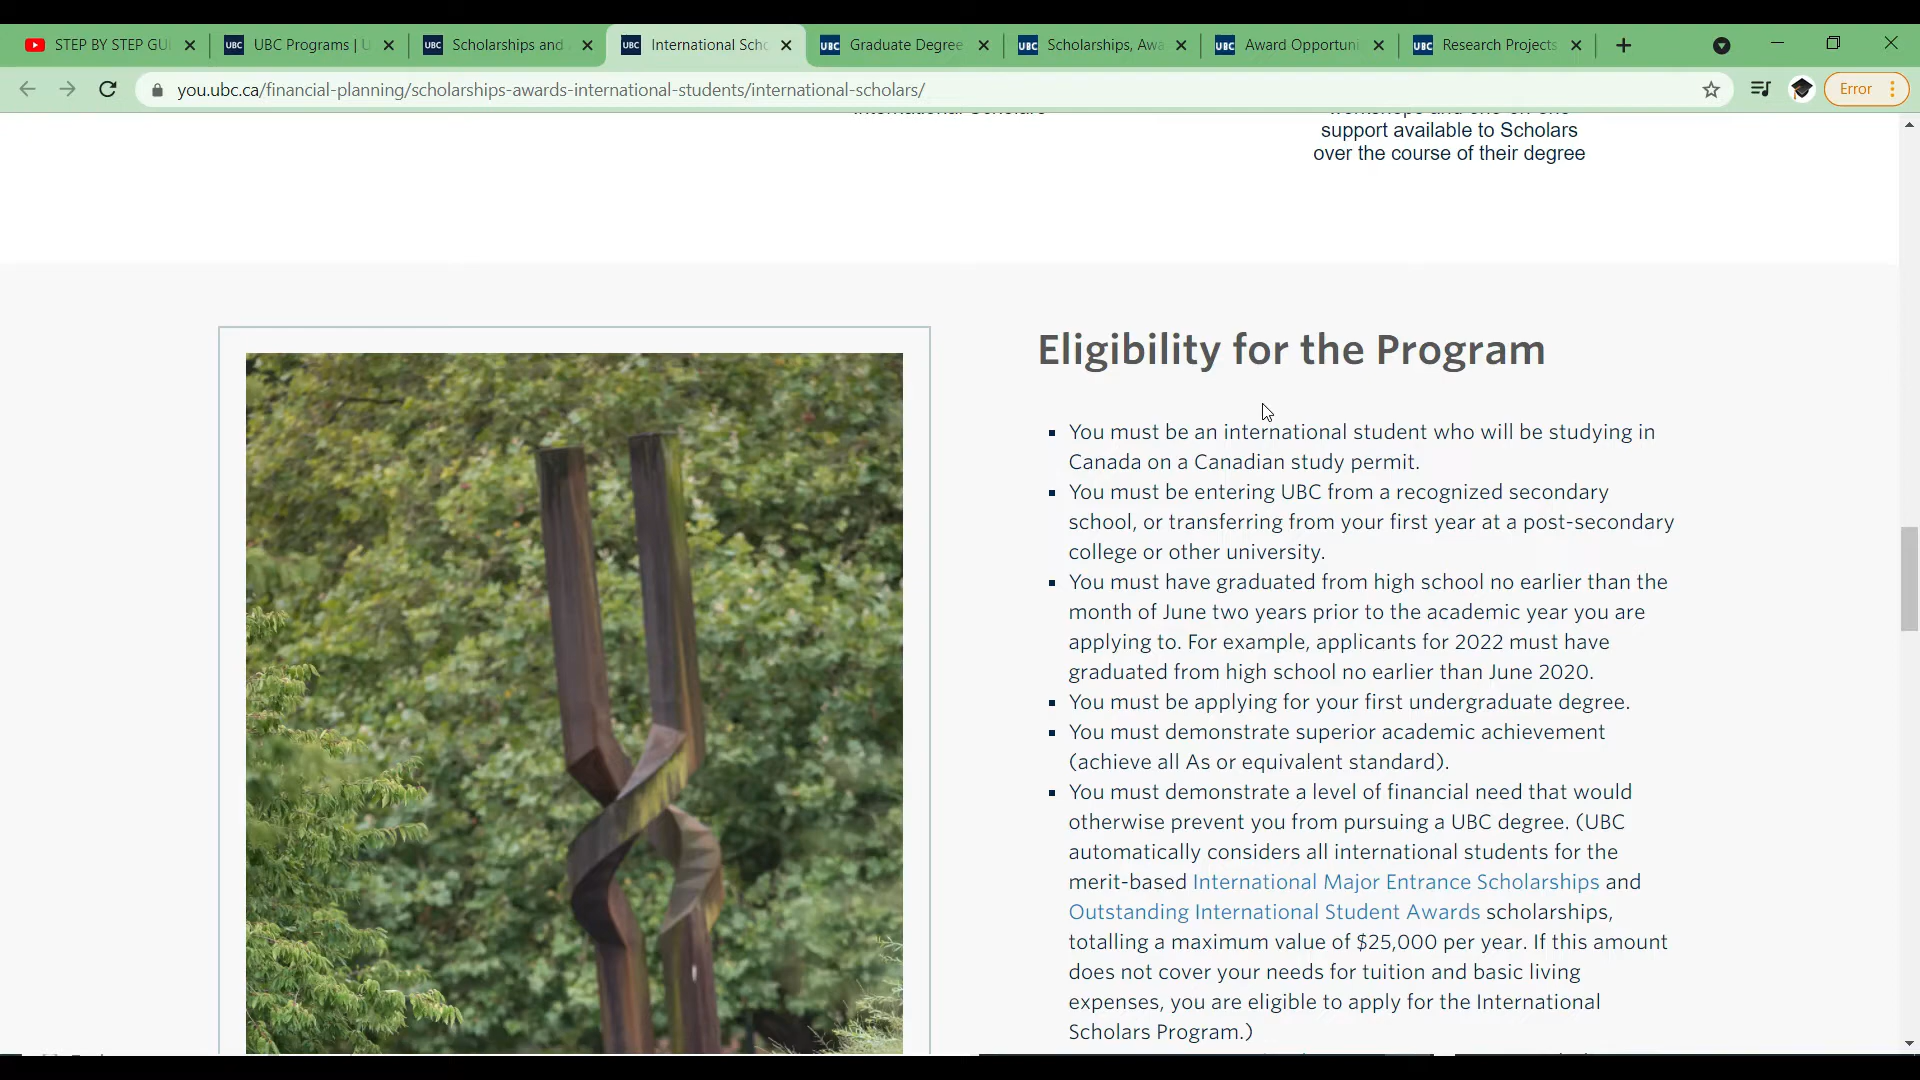 STEP BY STEP GU
UBC Programs | U
Scholarships and
International Scho
Graduate Degree
Scholarships, Awa
Award Opportuni
Research Projects
you.ubc.ca/financial-planning/scholarships-awards-international-students/international-scholars/
Error
International Scholars
workshops and one-on-one
support available to Scholars
over the course of their degree
Eligibility for the Program
You must be an international student who will be studying in
Canada on a Canadian study permit.
You must be entering UBC from a recognized secondary
school, or transferring from your first year at a post-secondary
college or other university.
You must have graduated from high school no earlier than the
month of June two years prior to the academic year you are
applying to. For example, applicants for 2022 must have
graduated from high school no earlier than June 2020.
You must be applying for your first undergraduate degree.
You must demonstrate superior academic achievement
(achieve all As or equivalent standard).
You must demonstrate a level of financial need that would
otherwise prevent you from pursuing a UBC degree. (UBC
automatically considers all international students for the
merit-based International Major Entrance Scholarships and
Outstanding International Student Awards scholarships,
totalling a maximum value of $25,000 per year. If this amount
does not cover your needs for tuition and basic living
expenses, you are eligible to apply for the International
Scholars Program.)